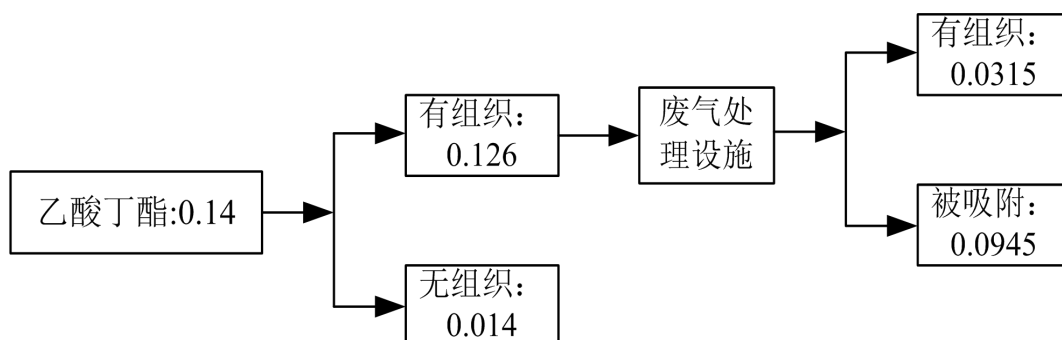 乙酸丁酯:0.14
有组织：
0.126
无组织：
0.014
废气处
理设施
有组织：
0.0315
被吸附：
0.0945